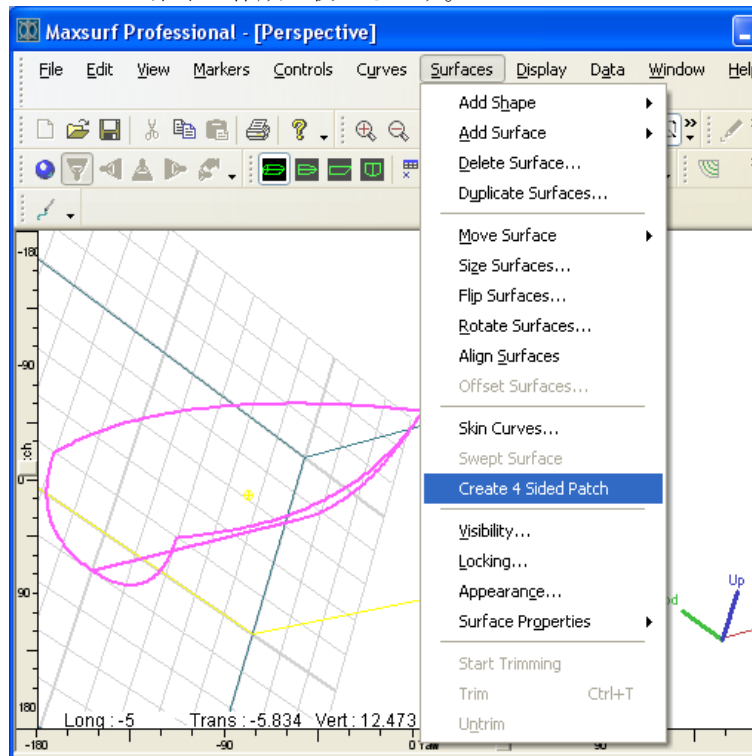 Maxsurf Professional - [Perspective]
File Edit View Markers Controls Curves Surfaces Display Data Window Help
Add Shape
Add Surface
Delete Surface...
Duplicate Surfaces...
Move Surface
Size Surfaces...
Flip Surfaces...
Rotate Surfaces...
Align Surfaces
Offset Surfaces...
Skin Curves...
Swept Surface
Create 4 Sided Patch
Visibility...
Locking...
Appearance...
Surface Properties
Start Trimming
Trim Ctrl+T
Untrim
-180
-90
0
90
180
Up
Long : -5 Trans : -5.834 Vert : 12.473
-180 -90 0 Yaw 90